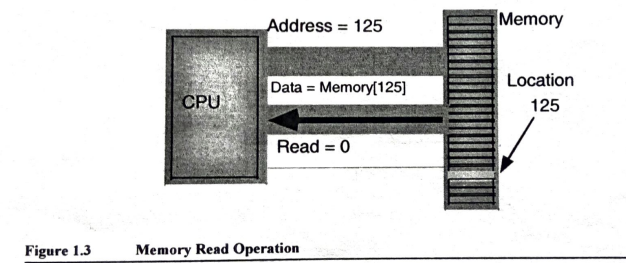 Address = 125
Memory
Data = Memory[125]
Location
125
CPU
Read = 0
Figure 1.3 Memory Read Operation